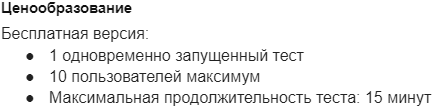 Ценообразование
Бесплатная версия:
● 1 одновременно запущенный тест
● 10 пользователей максимум
● Максимальная продолжительность теста: 15 минут